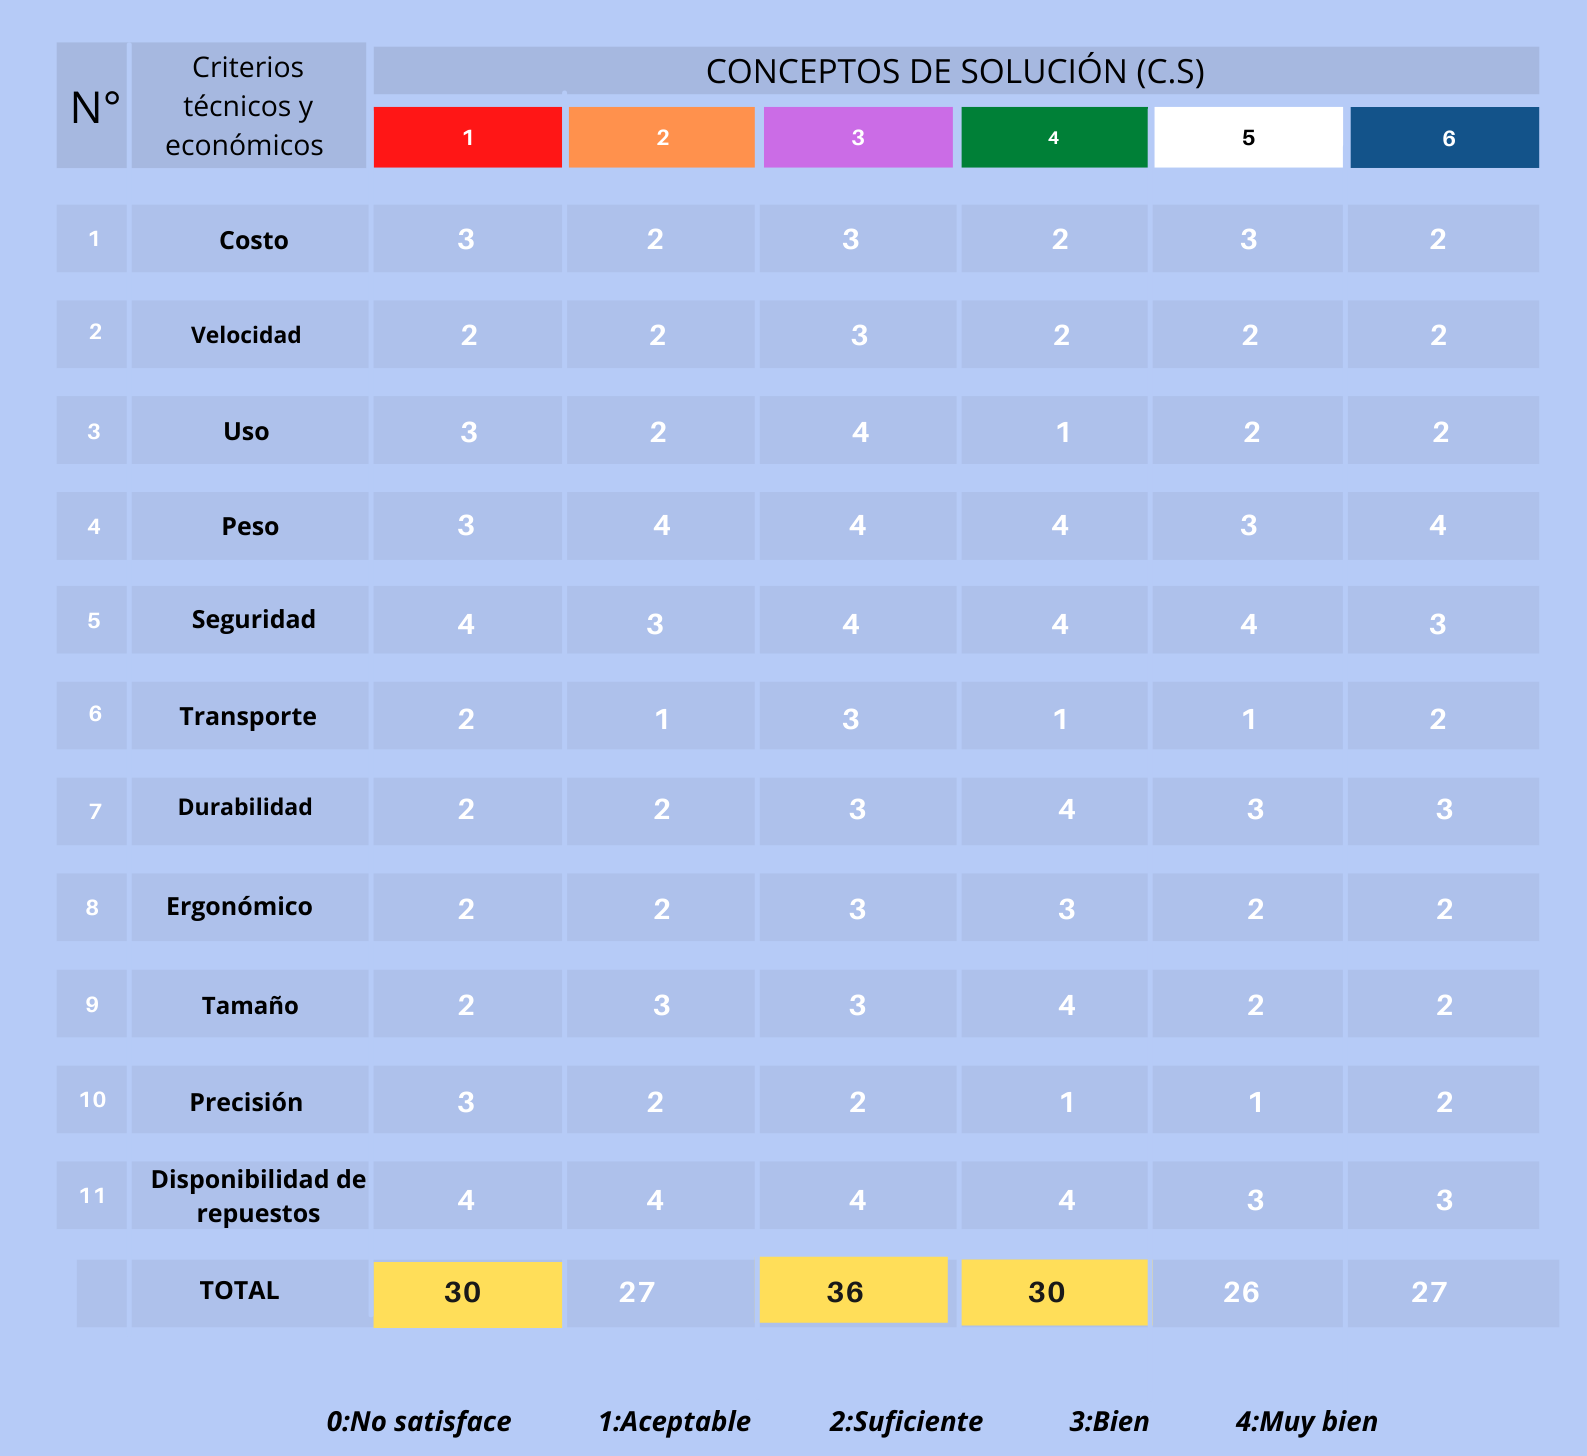 N°
Criterios
técnicos y
económicos
CONCEPTOS DE SOLUCIÓN (C.S)
1 2 3 4 5 6
1 Costo 3 2 3 2 3 2
2 Velocidad 2 2 3 2 2 2
3 Uso 3 2 4 1 2 2
4 Peso 3 4 4 4 3 4
5 Seguridad 4 3 4 4 4 3
6 Transporte 2 1 3 1 1 2
7 Durabilidad 2 2 3 4 3 3
8 Ergonómico 2 2 3 3 2 2
9 Tamaño 2 3 3 4 2 2
10 Precisión 3 2 2 1 1 2
11 Disponibilidad de
repuestos 4 4 4 4 3 3
TOTAL 30 27 36 30 26 27
0:No satisface 1:Aceptable 2:Suficiente 3:Bien 4:Muy bien